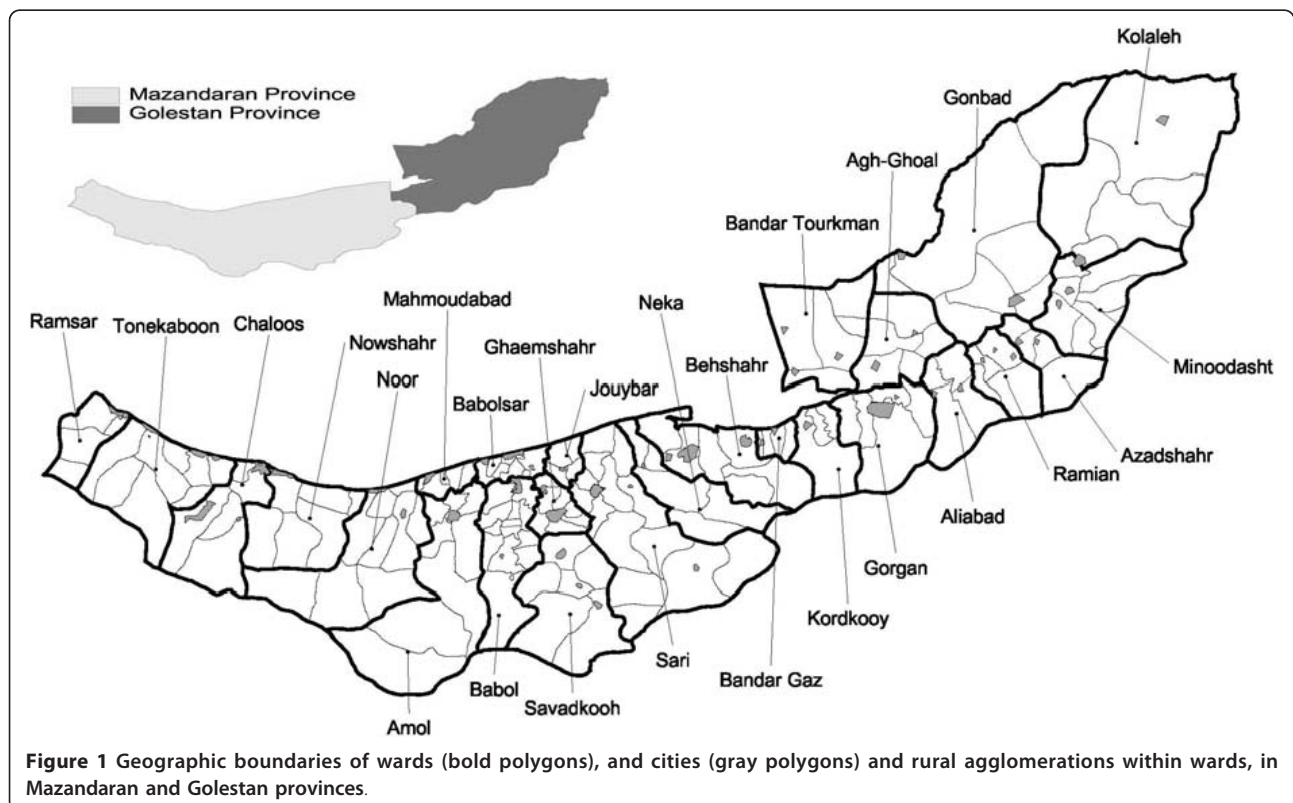 Mazandaran Province
Golestan Province
Kolaleh
Gonbad
Agh-Ghoal
Bandar Tourkman
Mahmoudabad
Neka
Ramsar
Tonekaboon
Chaloos
Nowshahr
Ghaemshahr
Behshahr
Minoodasht
Noor
Jouybar
Babolsar
Azadshahr
Ramian
Aliabad
Gorgan
Kordkooy
Sari
Bandar Gaz
Babol
Savadkooh
Amol
Figure 1 Geographic boundaries of wards (bold polygons), and cities (gray polygons) and rural agglomerations within wards, in
Mazandaran and Golestan provinces.